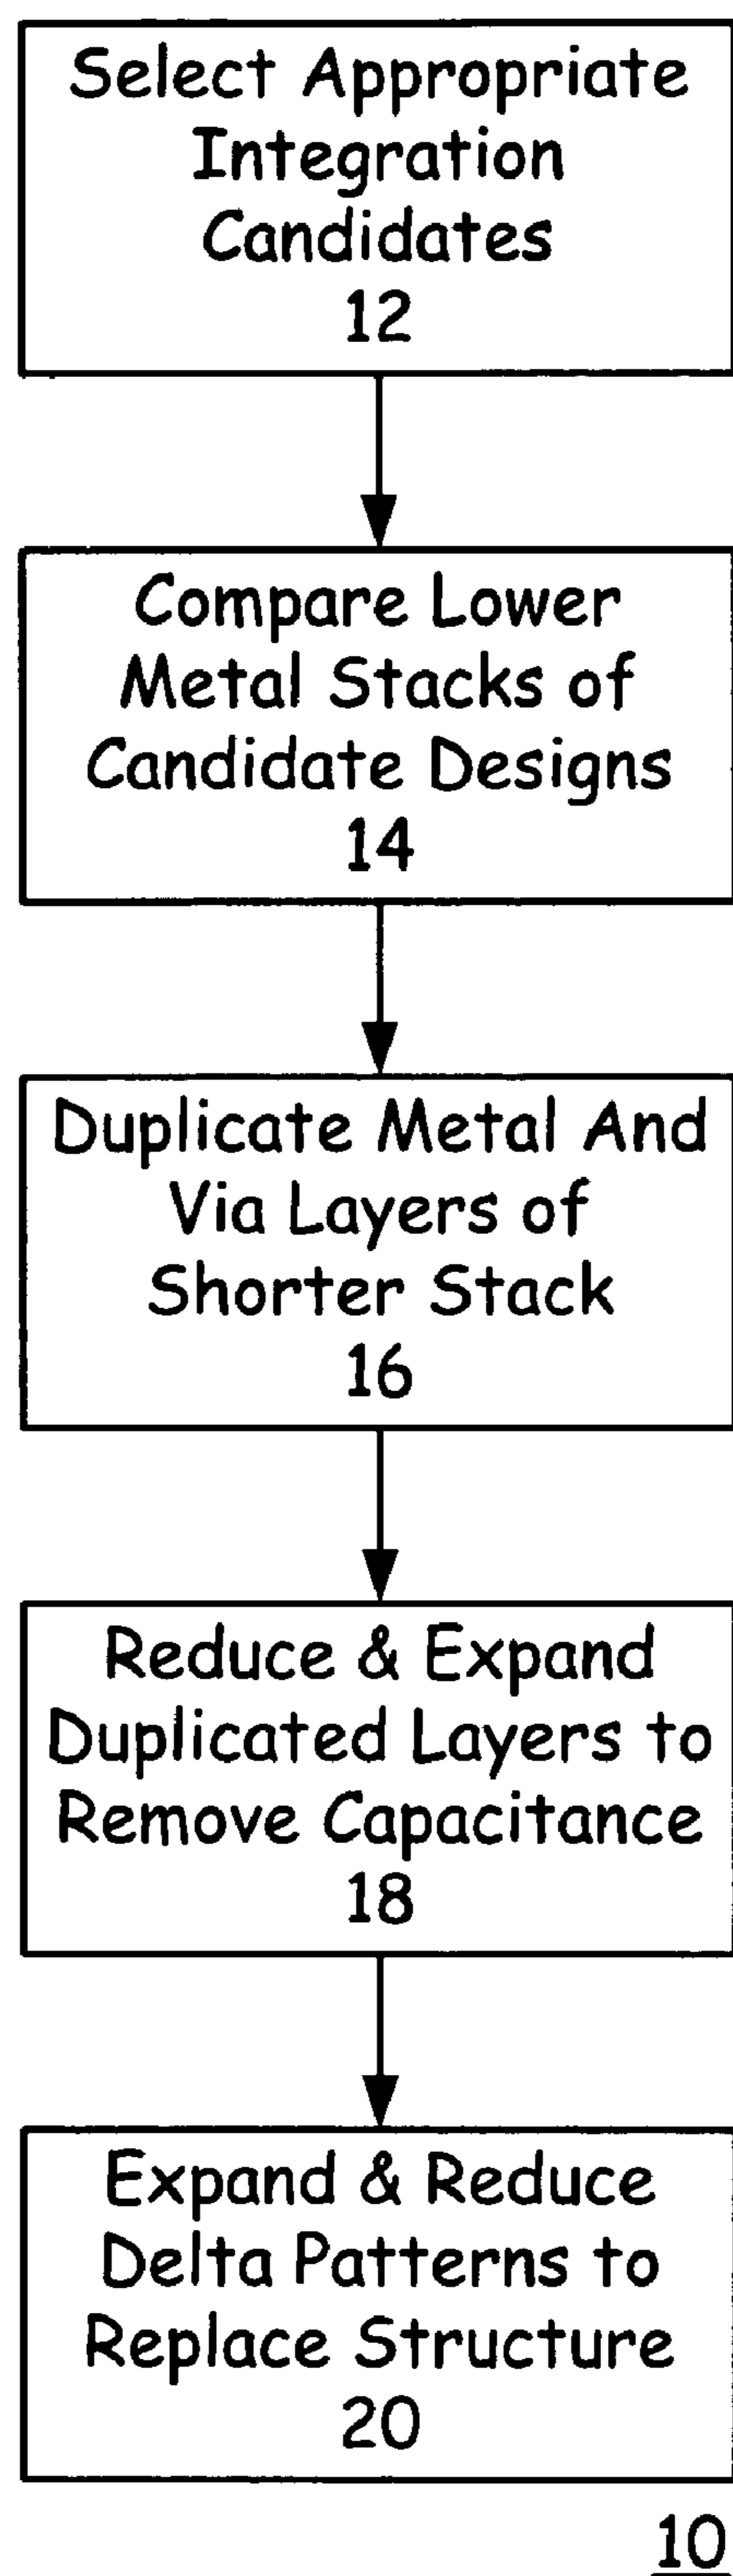 Select Appropriate
Integration
Candidates
12
Compare Lower
Metal Stacks of
Candidate Designs
14
Duplicate Metal And
Via Layers of
Shorter Stack
16
Reduce & Expand
Duplicated Layers to
Remove Capacitance
18
Expand & Reduce
Delta Patterns to
Replace Structure
20
10